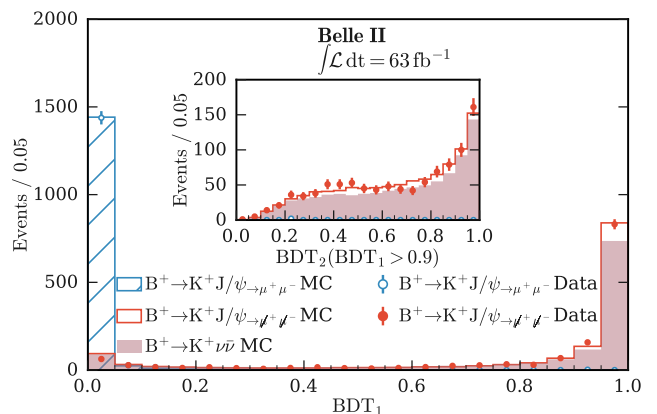 Belle II
∫ℒ dt = 63 fb⁻¹
2000
1500
1000
500
0
Events / 0.05
200
150
100
50
0
Events / 0.05
0.0 0.2 0.4 0.6 0.8 1.0
BDT₂(BDT₁ > 0.9)
B⁺→K⁺J/ψ→μ⁺μ⁻ MC
B⁺→K⁺J/ψ→μ⁺μ⁻ Data
B⁺→K⁺J/ψ→μ̸⁺μ̸⁻ MC
B⁺→K⁺J/ψ→μ̸⁺μ̸⁻ Data
B⁺→K⁺νν̄ MC
0.0 0.2 0.4 0.6 0.8 1.0
BDT₁